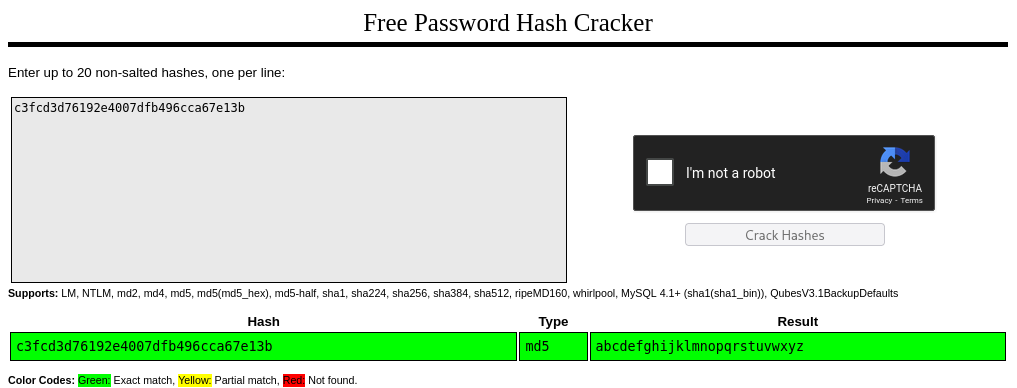 Free Password Hash Cracker
Enter up to 20 non-salted hashes, one per line:
c3fcd3d76192e4007dfb496cca67e13b
I'm not a robot
reCAPTCHA
Privacy - Terms
Crack Hashes
Supports: LM, NTLM, md2, md4, md5, md5(md5_hex), md5-half, sha1, sha224, sha256, sha384, sha512, ripeMD160, whirlpool, MySQL 4.1+ (sha1(sha1_bin)), QubesV3.1BackupDefaults
Hash Type Result
c3fcd3d76192e4007dfb496cca67e13b md5 abcdefghijklmnopqrstuvwxyz
Color Codes: Green: Exact match, Yellow: Partial match, Red: Not found.